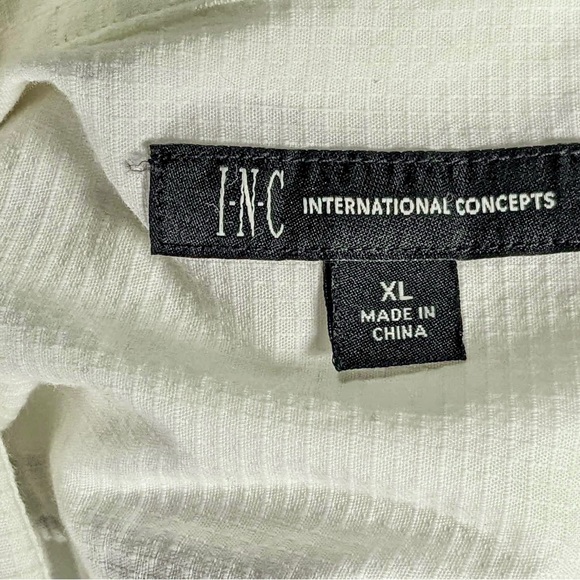 I·N·C INTERNATIONAL CONCEPTS
XL
MADE IN
CHINA